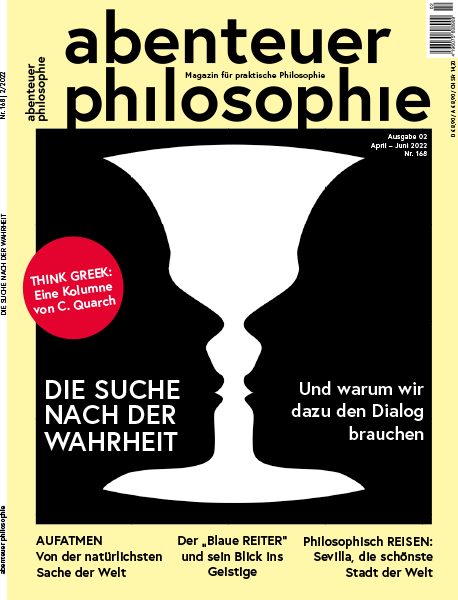 abenteuer
Magazin für praktische Philosophie
philosophie
Ausgabe 02
April – Juni 2022
Nr. 168
THINK GREEK:
Eine Kolumne
von C. Quarch
DIE SUCHE
NACH DER
WAHRHEIT
Und warum wir
dazu den Dialog
brauchen
AUFATMEN
Von der natürlichsten
Sache der Welt
Der „Blaue REITER“
und sein Blick ins
Geistige
Philosophisch REISEN:
Sevilla, die schönste
Stadt der Welt
Nr. 168 | 2/2022
DIE SUCHE NACH DER WAHRHEIT
abenteuer philosophie
abenteuer
philosophie
02